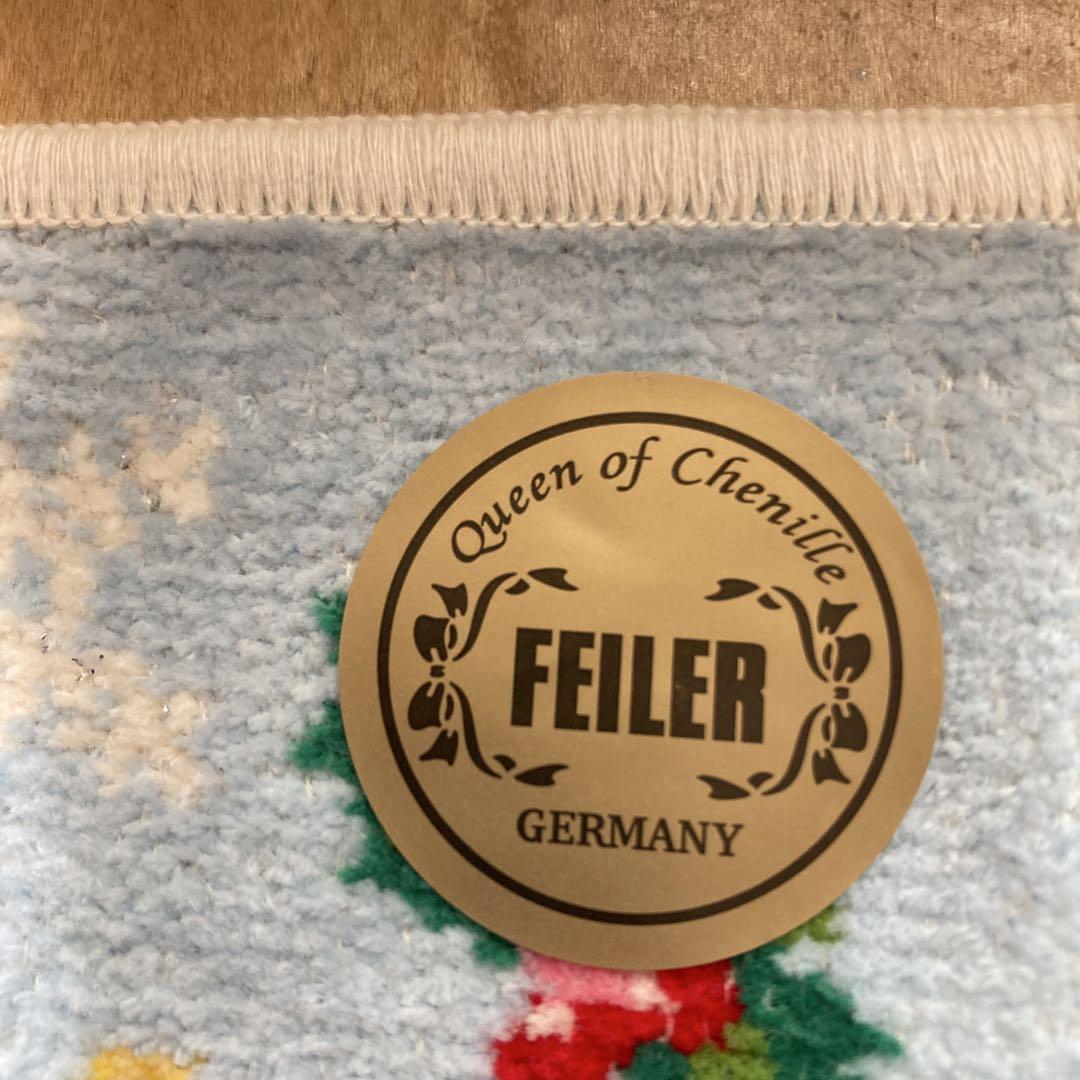 Queen of Chenille
FEILER
GERMANY